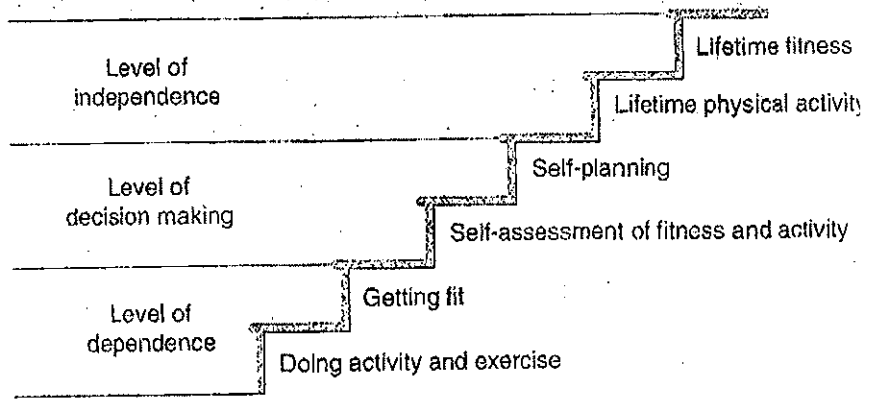 Lifetime fitness
Level of
independence
Lifetime physical activity
Self-planning
Level of
decision making
Self-assessment of fitness and activity
Getting fit
Level of
dependence
Doing activity and exercise